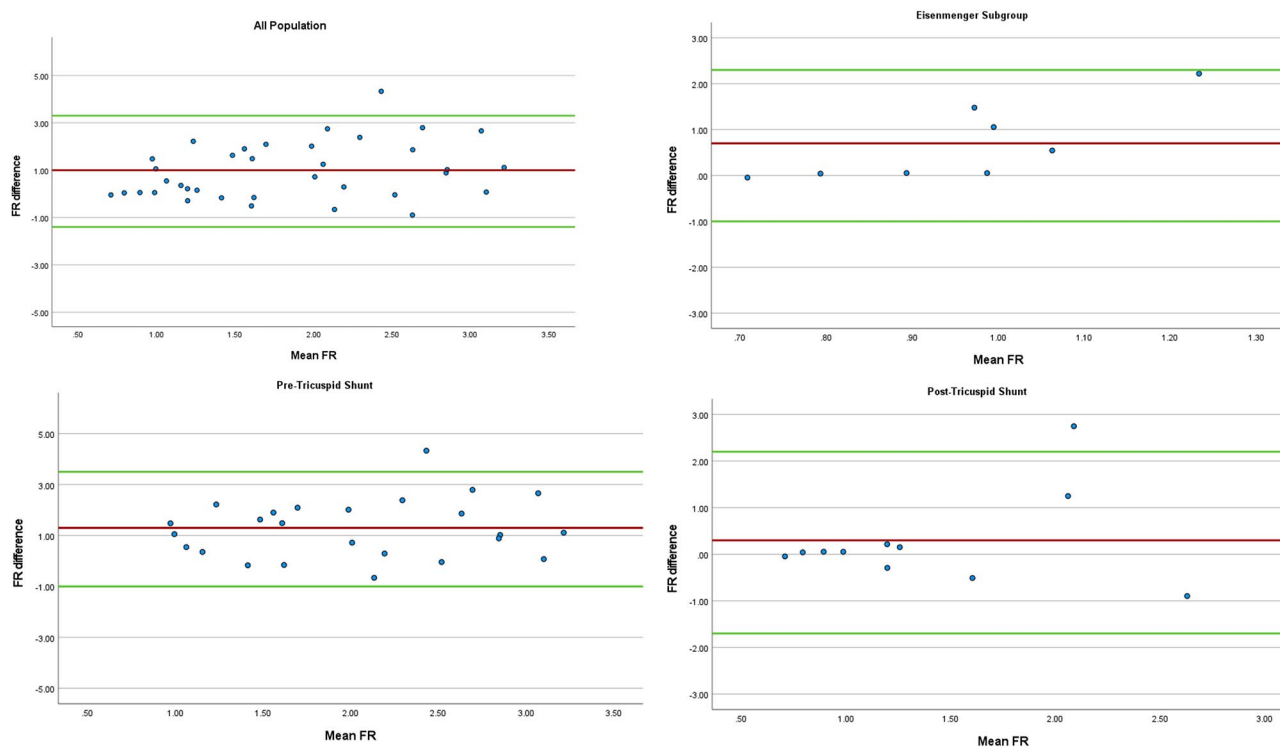 All Population
FR difference
5.00
3.00
1.00
-1.00
-3.00
-5.00
.50 1.00 1.50 2.00 2.50 3.00 3.50
Mean FR
Eisenmenger Subgroup
FR difference
3.00
2.00
1.00
.00
-1.00
-2.00
-3.00
.70 .80 .90 1.00 1.10 1.20 1.30
Mean FR
Pre-Tricuspid Shunt
FR difference
5.00
3.00
1.00
-1.00
-3.00
-5.00
.50 1.00 1.50 2.00 2.50 3.00 3.50
Mean FR
Post-Tricuspid Shunt
FR difference
3.00
2.00
1.00
.00
-1.00
-2.00
-3.00
.50 1.00 1.50 2.00 2.50 3.00
Mean FR